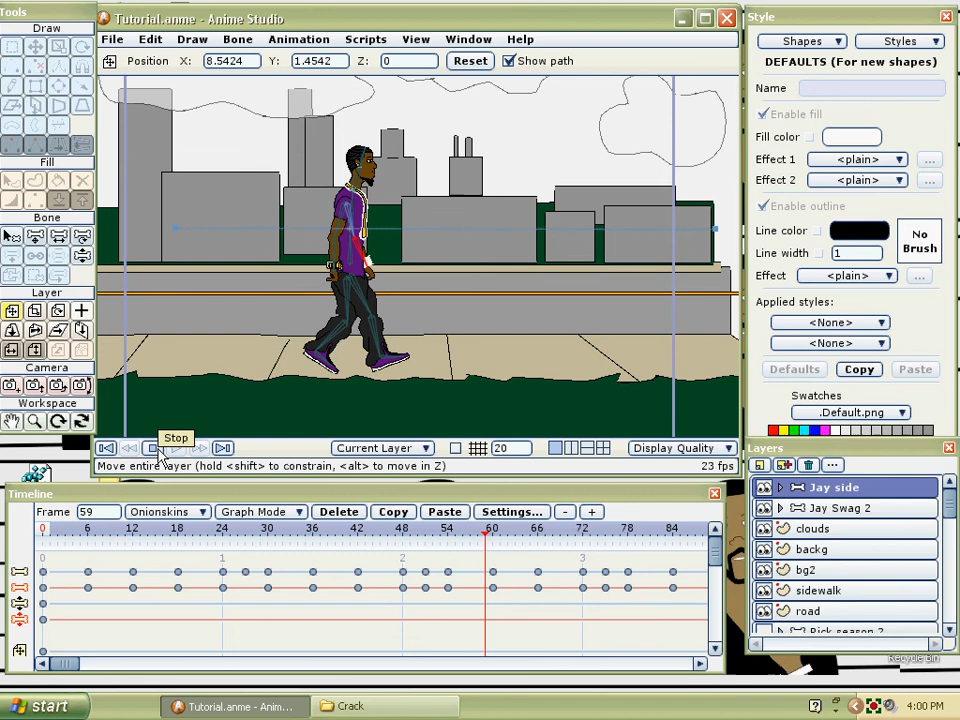 Tools
Draw
Fill
Bone
Layer
Camera
Workspace
Tutorial.anme - Anime Studio
File Edit Draw Bone Animation Scripts View Window Help
Position X: 8.5424 Y: 1.4542 Z: 0 Reset Show path
Stop
Current Layer 20 Display Quality
Move entire layer (hold <shift> to constrain, <alt> to move in Z) 23 fps
Style
Shapes Styles
DEFAULTS (For new shapes)
Name
Enable fill
Fill color
Effect 1 <plain> ...
Effect 2 <plain> ...
Enable outline
Line color
No Brush
Line width 1
Effect <plain> ...
Applied styles:
<None>
<None>
Defaults Copy Paste
Swatches
.Default.png
Layers
Jay side
Jay Swag 2
clouds
backg
bg2
sidewalk
road
Rick season 2
Recycle Bin
Timeline
Frame 59 Onionskins Graph Mode Delete Copy Paste Settings... - +
0 6 12 18 24 30 36 42 48 54 60 66 72 78 84
0 1 2 3
start Tutorial.anme - Anim... Crack 4:00 PM